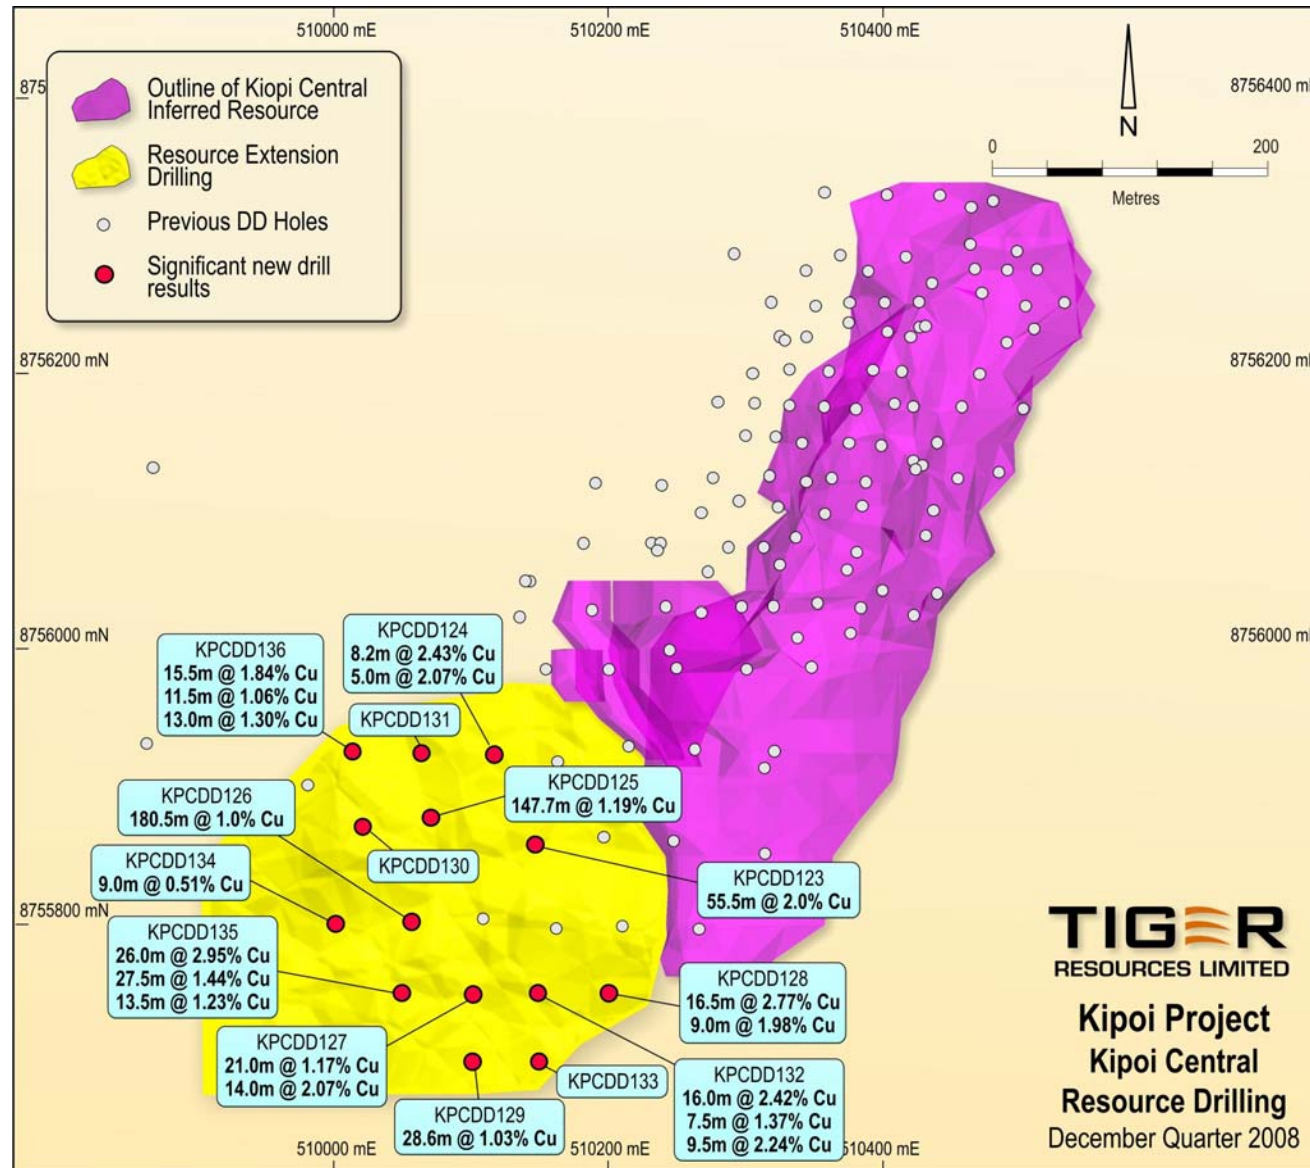 510000 mE
510200 mE
510400 mE
875
8756400 m
Outline of Kiopi Central
Inferred Resource
Resource Extension
Drilling
Previous DD Holes
Significant new drill
results
N
0
200
Metres
8756200 mN
8756200 m
8756000 mN
8756000 m
KPCDD136
15.5m @ 1.84% Cu
11.5m @ 1.06% Cu
13.0m @ 1.30% Cu
KPCDD124
8.2m @ 2.43% Cu
5.0m @ 2.07% Cu
KPCDD131
KPCDD125
147.7m @ 1.19% Cu
KPCDD126
180.5m @ 1.0% Cu
KPCDD130
KPCDD134
9.0m @ 0.51% Cu
KPCDD123
55.5m @ 2.0% Cu
8755800 mN
KPCDD135
26.0m @ 2.95% Cu
27.5m @ 1.44% Cu
13.5m @ 1.23% Cu
KPCDD128
16.5m @ 2.77% Cu
9.0m @ 1.98% Cu
KPCDD127
21.0m @ 1.17% Cu
14.0m @ 2.07% Cu
KPCDD133
KPCDD132
16.0m @ 2.42% Cu
7.5m @ 1.37% Cu
9.5m @ 2.24% Cu
KPCDD129
28.6m @ 1.03% Cu
510000 mE
510200 mE
510400 mE
TIGER
RESOURCES LIMITED
Kipoi Project
Kipoi Central
Resource Drilling
December Quarter 2008